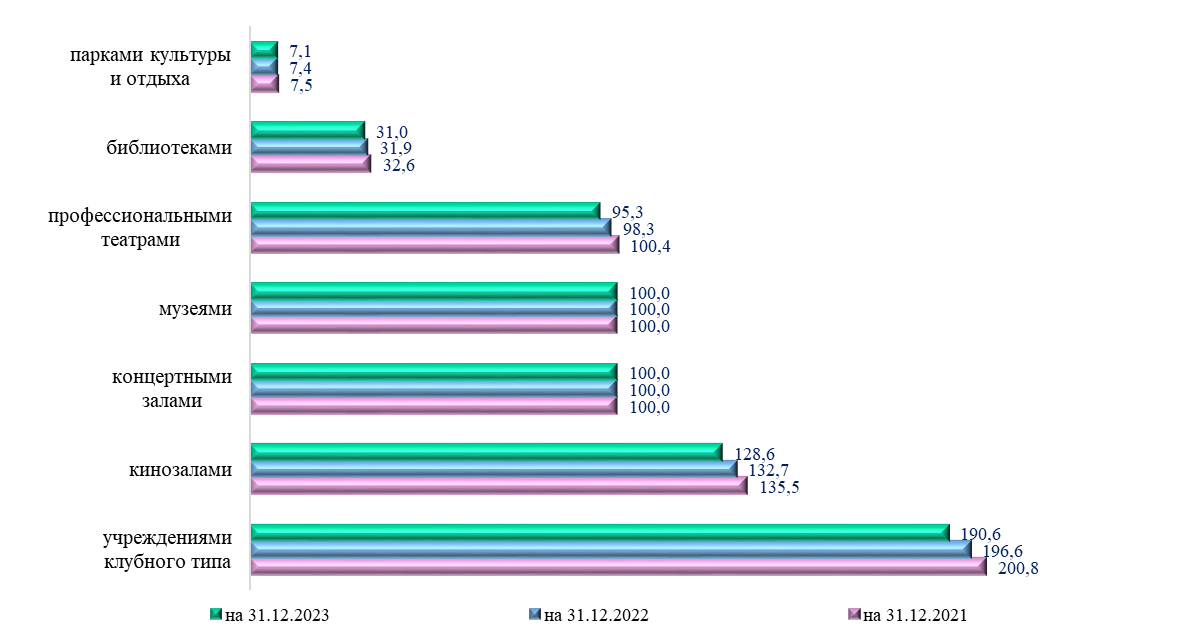 парками культуры
и отдыха
7,1
7,4
7,5
библиотеками
31,0
31,9
32,6
профессиональными
театрами
95,3
98,3
100,4
музеями
100,0
100,0
100,0
концертными
залами
100,0
100,0
100,0
кинозалами
128,6
132,7
135,5
учреждениями
клубного типа
190,6
196,6
200,8
на 31.12.2023 на 31.12.2022 на 31.12.2021